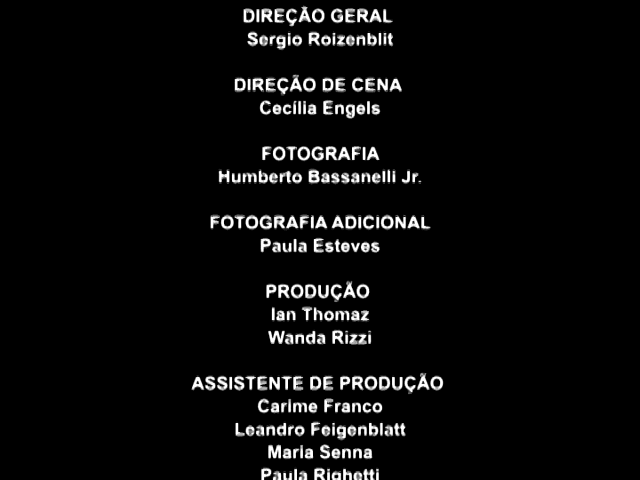 DIREÇÃO GERAL
Sergio Roizenblit
DIREÇÃO DE CENA
Cecília Engels
FOTOGRAFIA
Humberto Bassanelli Jr.
FOTOGRAFIA ADICIONAL
Paula Esteves
PRODUÇÃO
Ian Thomaz
Wanda Rizzi
ASSISTENTE DE PRODUÇÃO
Carime Franco
Leandro Feigenblatt
Maria Senna
Paula Righetti